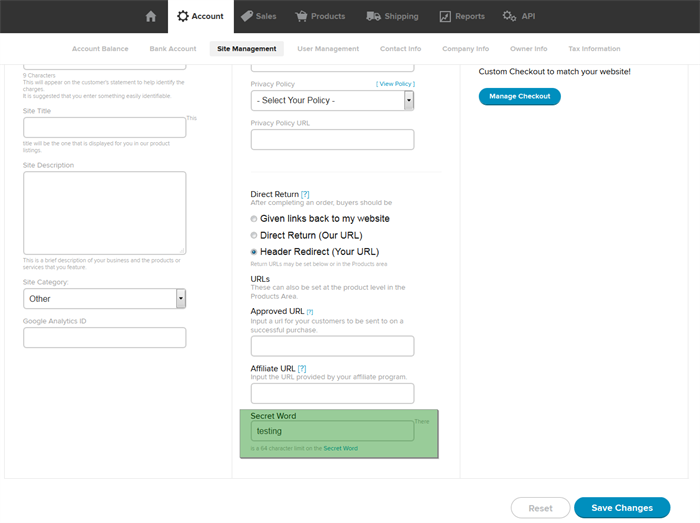 Account
Sales
Products
Shipping
Reports
API
Account Balance
Bank Account
Site Management
User Management
Contact Info
Company Info
Owner Info
Tax Information
9 Characters
This will appear on the customer's statement to help identify the
charges.
It is suggested that you enter something easily identifiable
Site Title
This
title will be the one that is displayed for you in our product
listings.
Site Description
This is a brief description of your business and the products or
services that you feature.
Site Category:
Other
Google Analytics ID
Privacy Policy
[ View Policy ]
- Select Your Policy -
Privacy Policy URL
Direct Return [?]
After completing an order, buyers should be
Given links back to my website
Direct Return (Our URL)
Header Redirect (Your URL)
Return URLs may be set below or in the Products area
URLs
These can also be set at the product level in the
Products Area.
Approved URL [?]
Input a url for your customers to be sent to on a
successful purchase.
Affiliate URL [?]
Input the URL provided by your affiliate program.
Secret Word
testing
There
is a 64 character limit on the Secret Word
Custom Checkout to match your website!
Manage Checkout
Reset
Save Changes